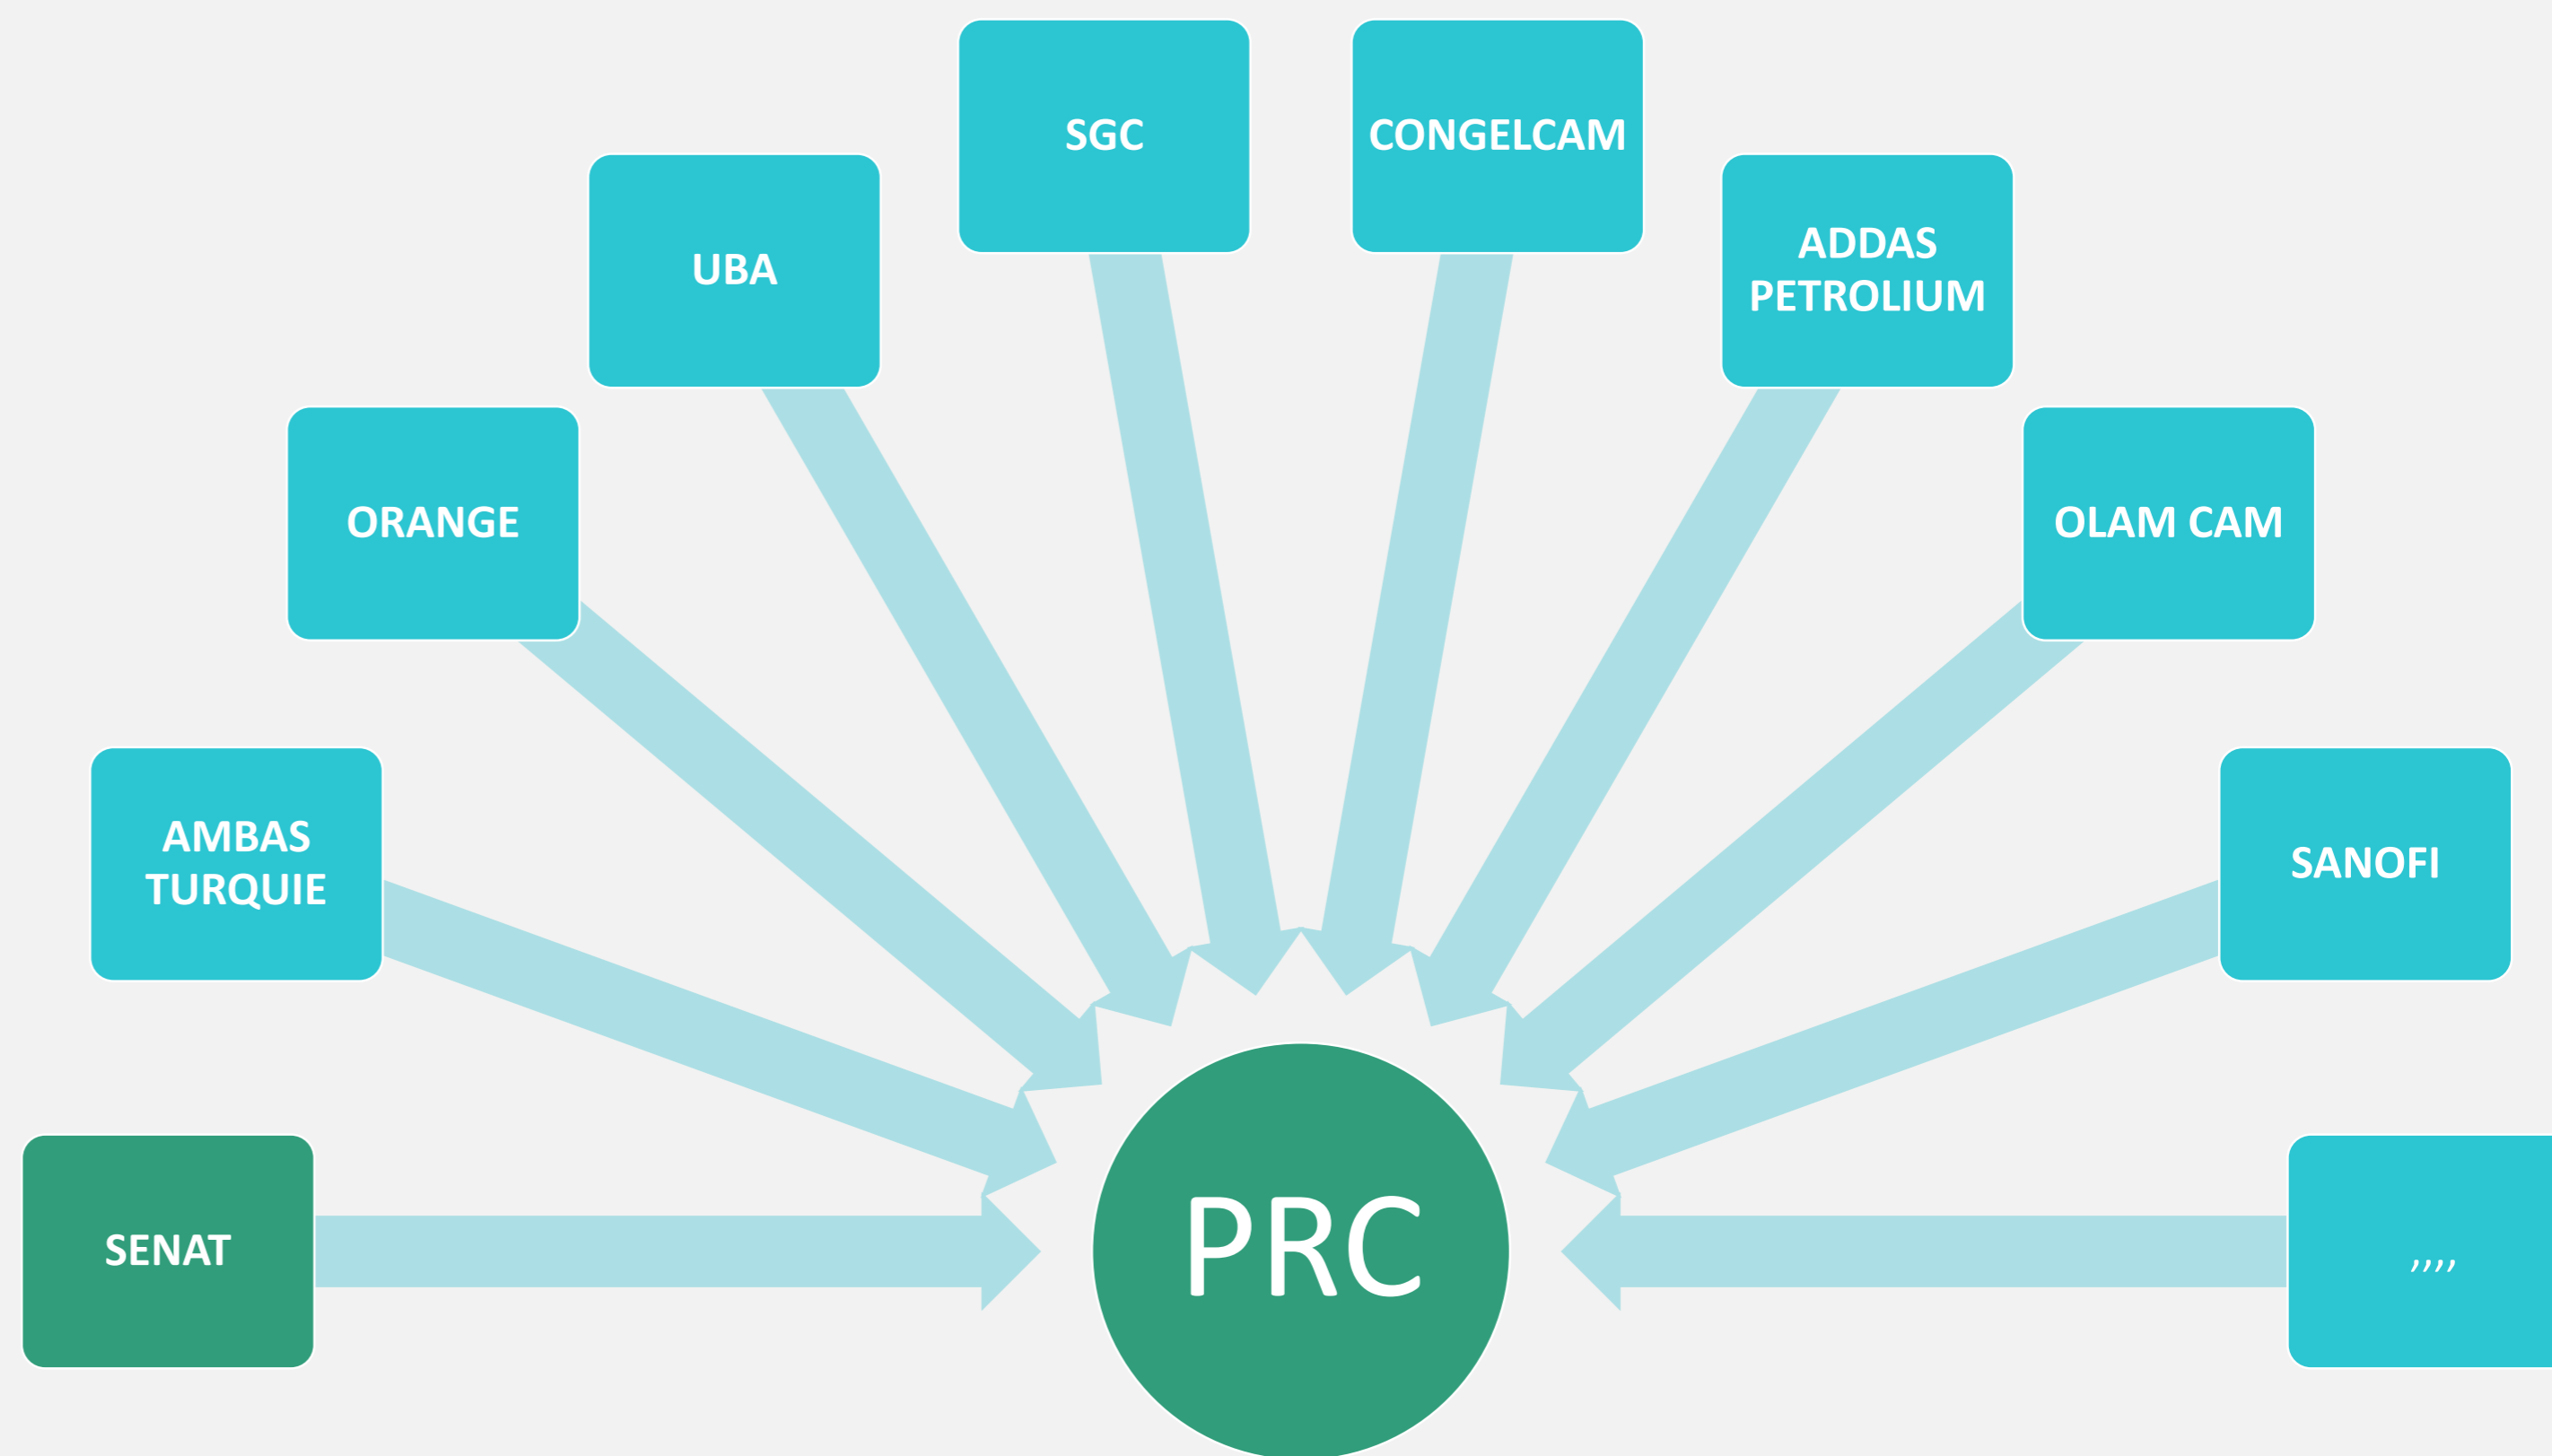 SGC
CONGELCAM
UBA
ADDAS
PETROLIUM
ORANGE
OLAM CAM
AMBAS
TURQUIE
SANOFI
SENAT
PRC
,,,,